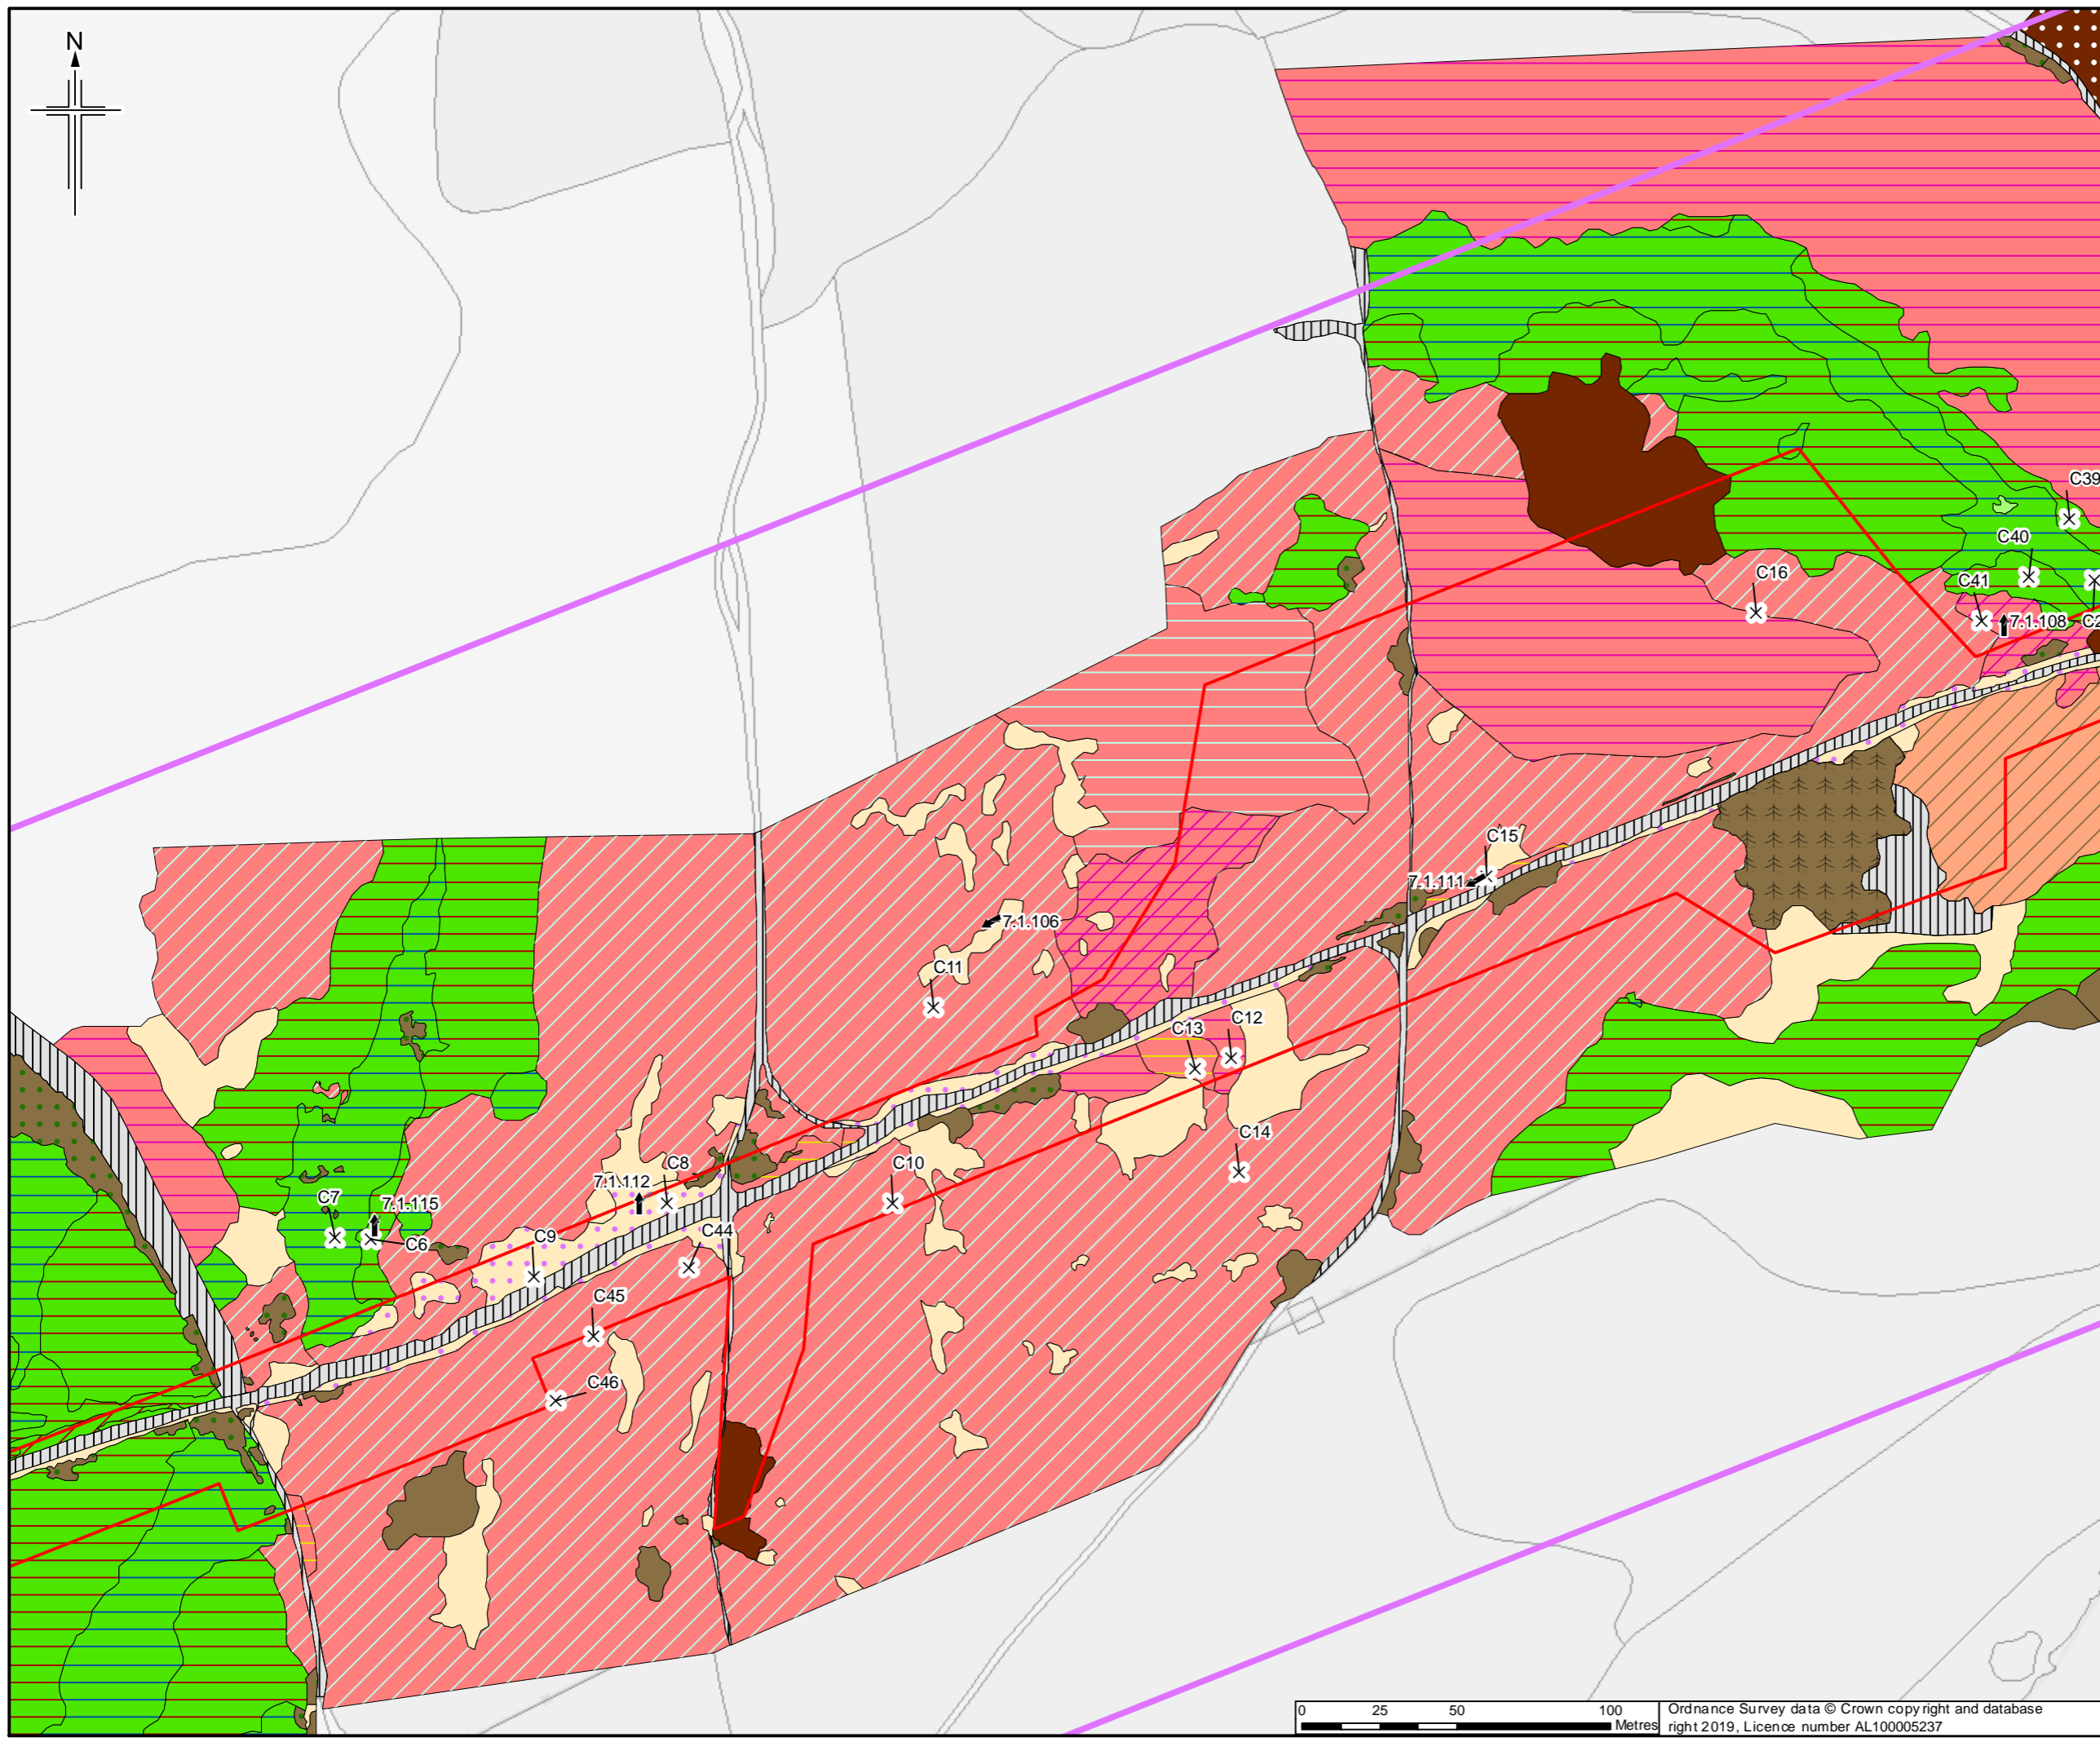 N
C39
C40
C16
C41
7.1.108
C2
C15
7.1.111
7.1.106
C11
C13
C12
C14
C10
C8
7.1.112
C7
7.1.115
C6
C44
C9
C45
C46
0 25 50 100
Metres
Ordnance Survey data © Crown copyright and database
right 2019, Licence number AL100005237